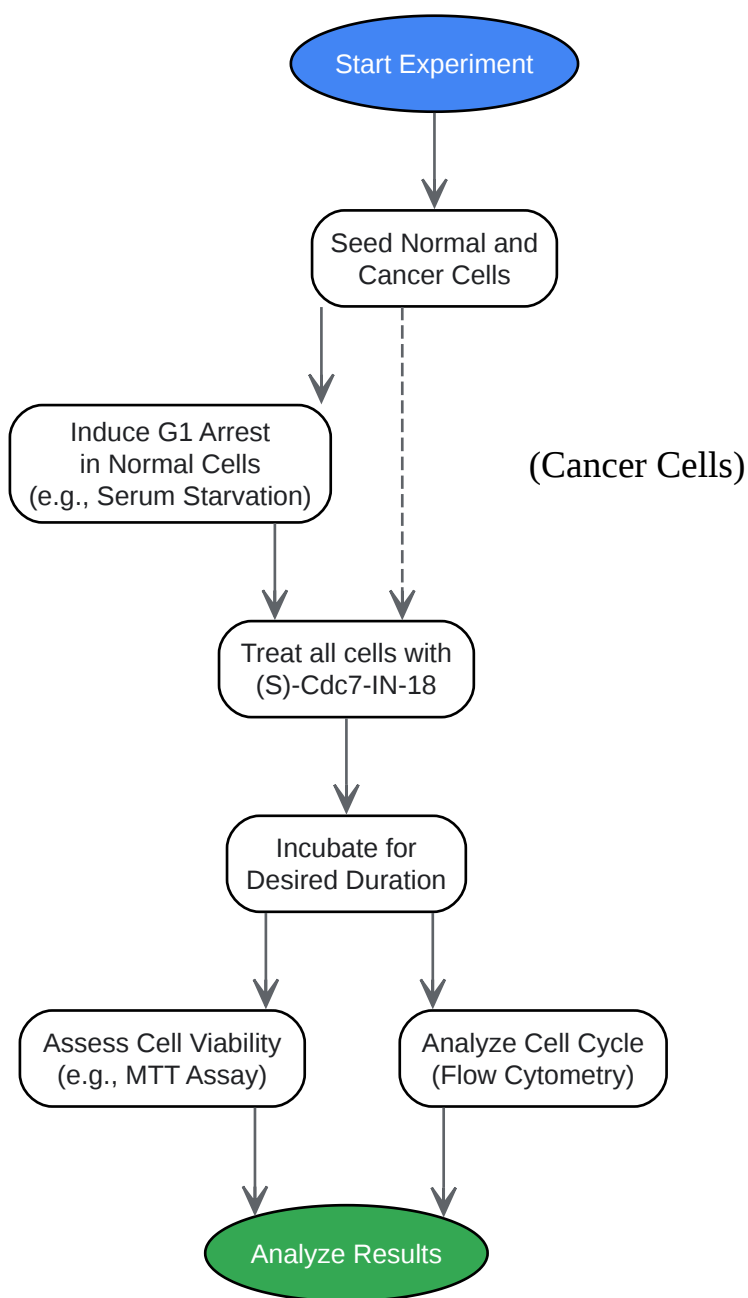 Start Experiment
Seed Normal and
Cancer Cells
Induce G1 Arrest
in Normal Cells
(e.g., Serum Starvation)
(Cancer Cells)
Treat all cells with
(S)-Cdc7-IN-18
Incubate for
Desired Duration
Assess Cell Viability
(e.g., MTT Assay)
Analyze Cell Cycle
(Flow Cytometry)
Analyze Results